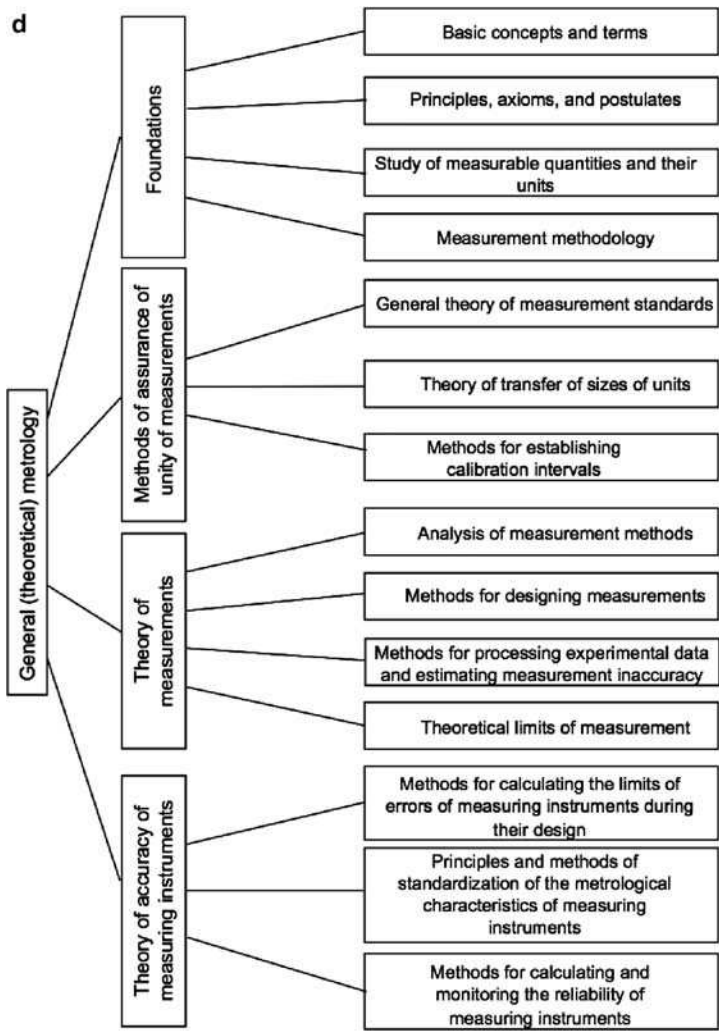 d
General (theoretical) metrology
Foundations
Basic concepts and terms
Principles, axioms, and postulates
Study of measurable quantities and their
units
Measurement methodology
Methods of assurance of
unity of measurements
General theory of measurement standards
Theory of transfer of sizes of units
Methods for establishing
calibration intervals
Theory of
measurements
Analysis of measurement methods
Methods for designing measurements
Methods for processing experimental data
and estimating measurement inaccuracy
Theoretical limits of measurement
Theory of accuracy of
measuring instruments
Methods for calculating the limits of
errors of measuring instruments during
their design
Principles and methods of
standardization of the metrological
characteristics of measuring
instruments
Methods for calculating and
monitoring the reliability of
measuring instruments